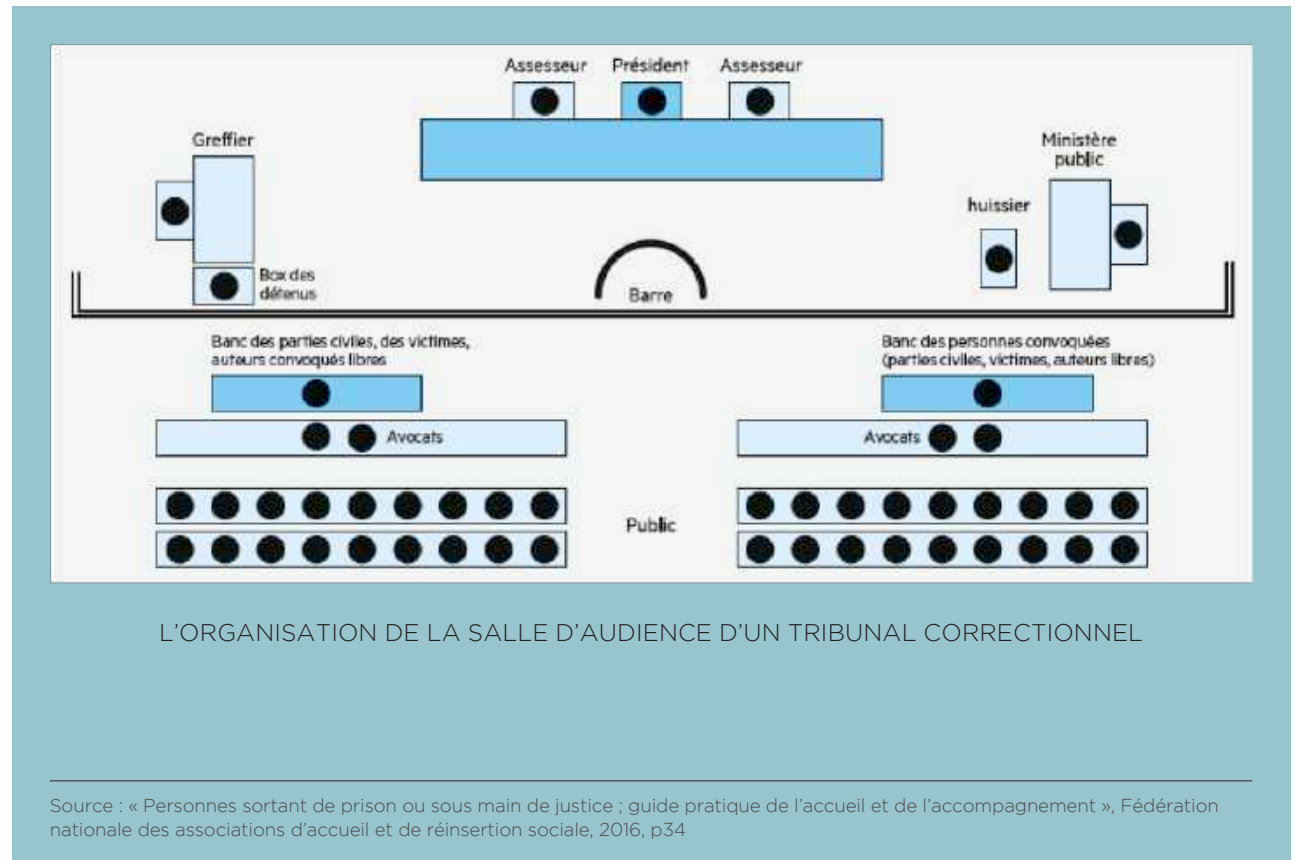 Assesseur Président Assesseur
Greffier
Ministère
public
huissier
Box des
détenus
Barre
Banc des parties civiles, des victimes,
auteurs convoqués libres
Banc des personnes convoquées
(parties civiles, victimes, auteurs libres)
Avocats
Avocats
Public
L'ORGANISATION DE LA SALLE D'AUDIENCE D'UN TRIBUNAL CORRECTIONNEL
Source : « Personnes sortant de prison ou sous main de justice ; guide pratique de l'accueil et de l'accompagnement », Fédération
nationale des associations d'accueil et de réinsertion sociale, 2016, p34